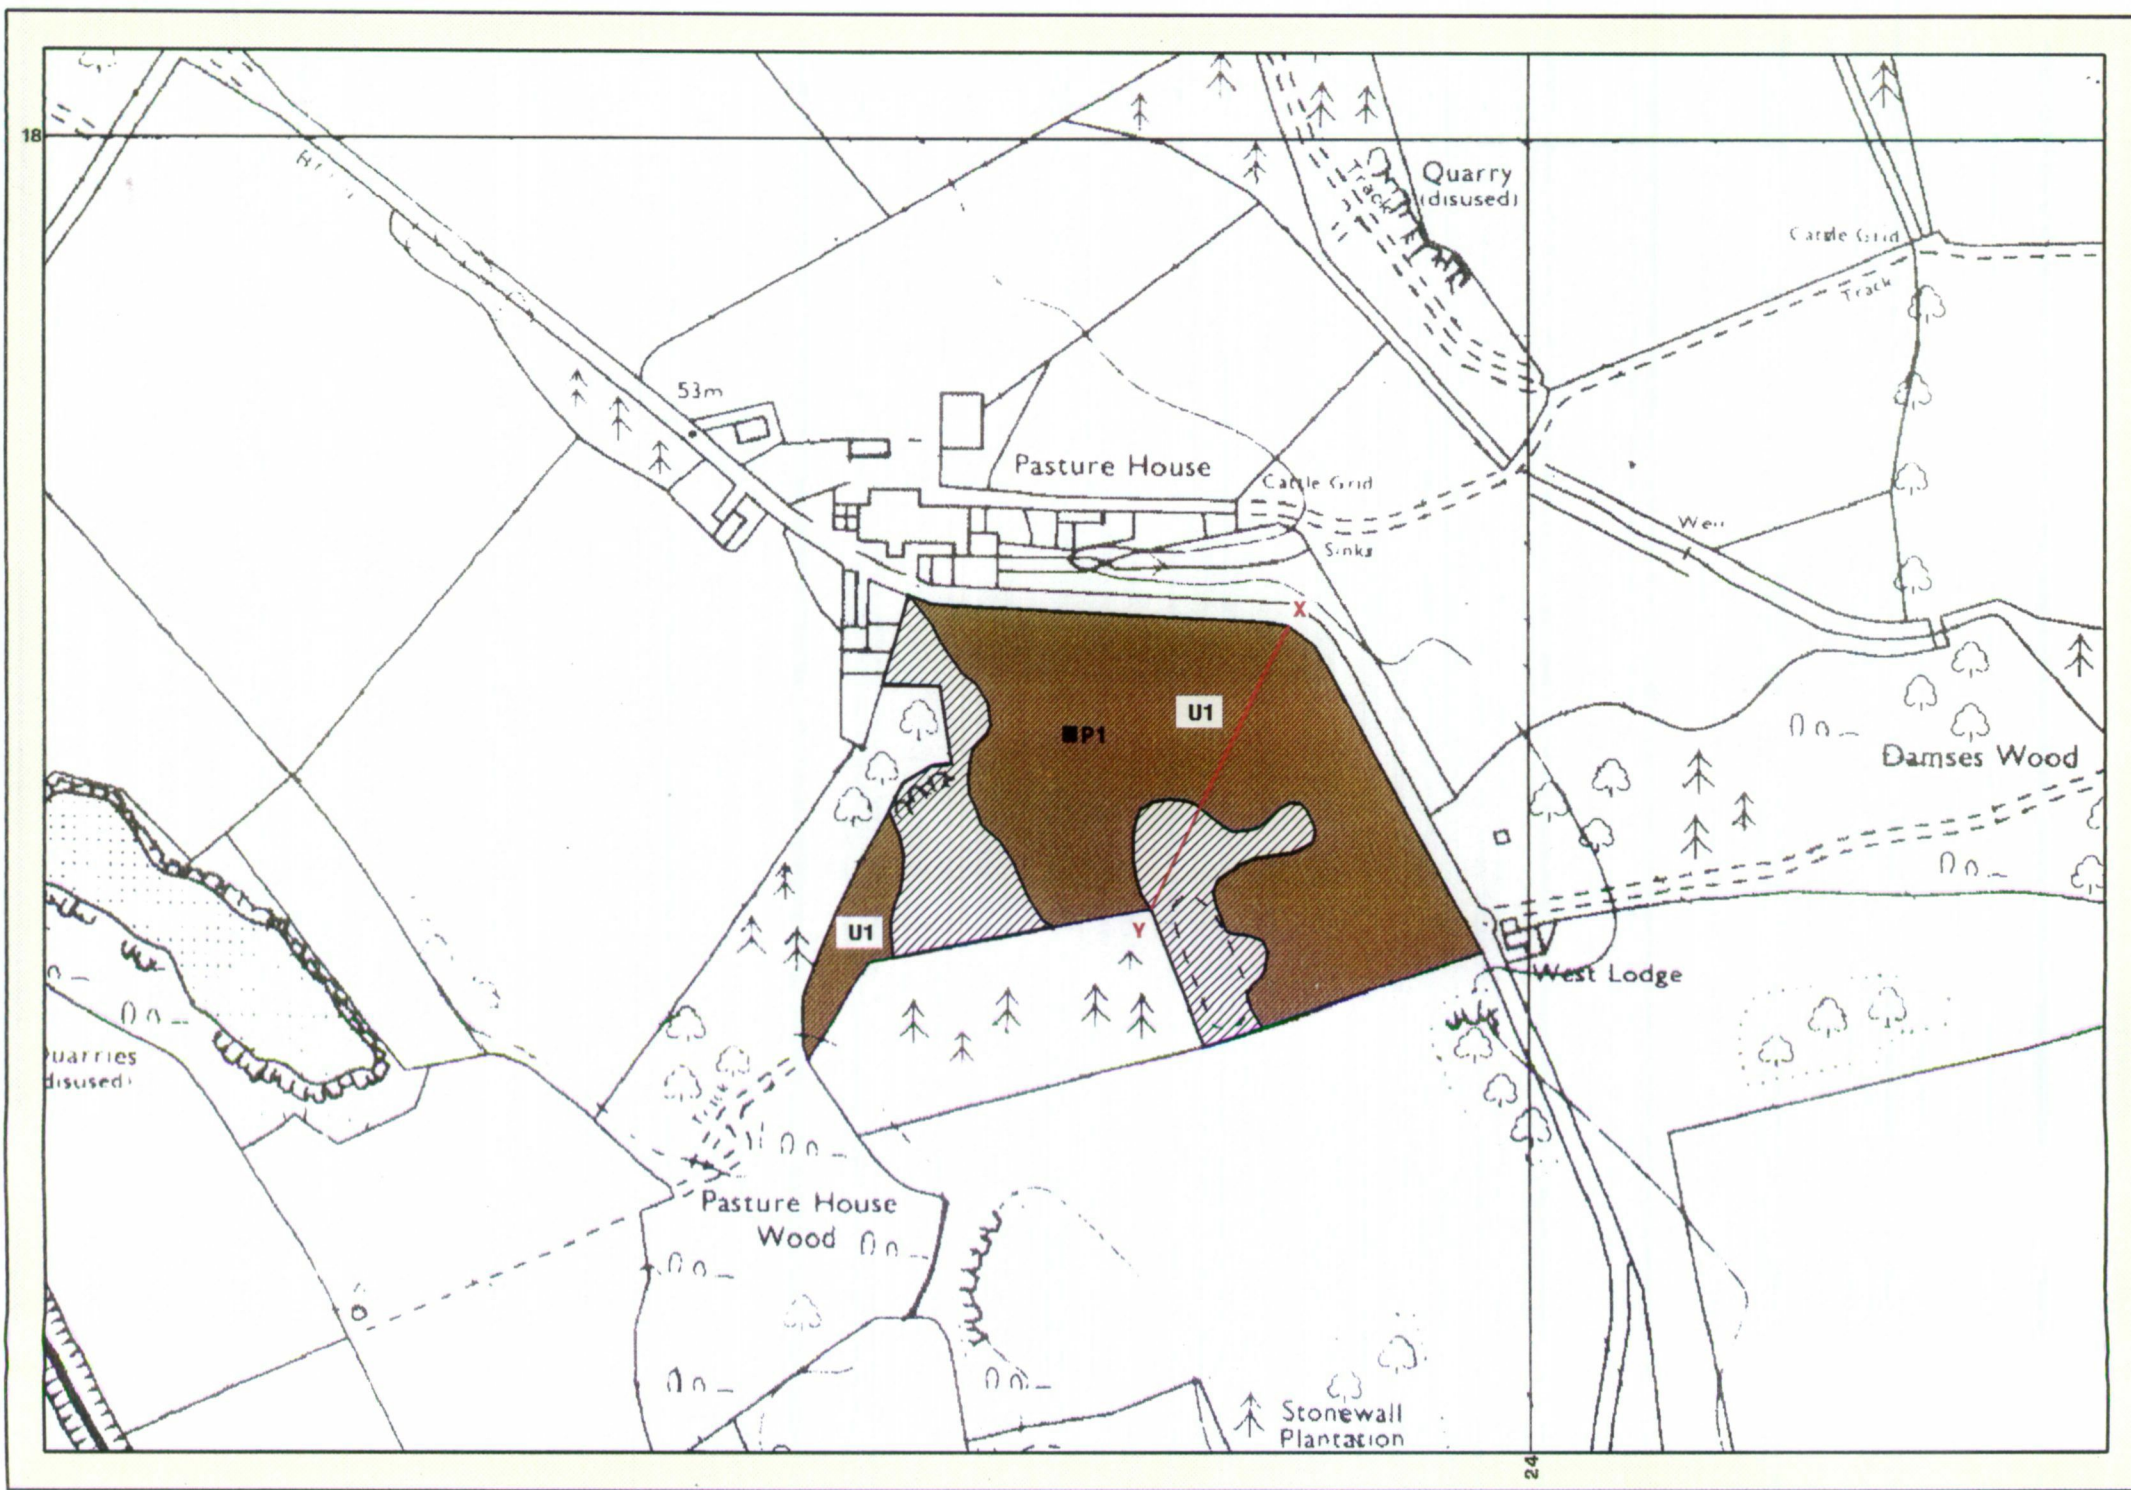 18
Track
Quarry
(disused)
Cattle Grid
Track
53m
Pasture House
Cattle Grid
Sinks
Weir
X
U1
P1
Damses Wood
U1
Y
West Lodge
uarries
disused)
Pasture House
Wood
Stonewall
Plantation
24